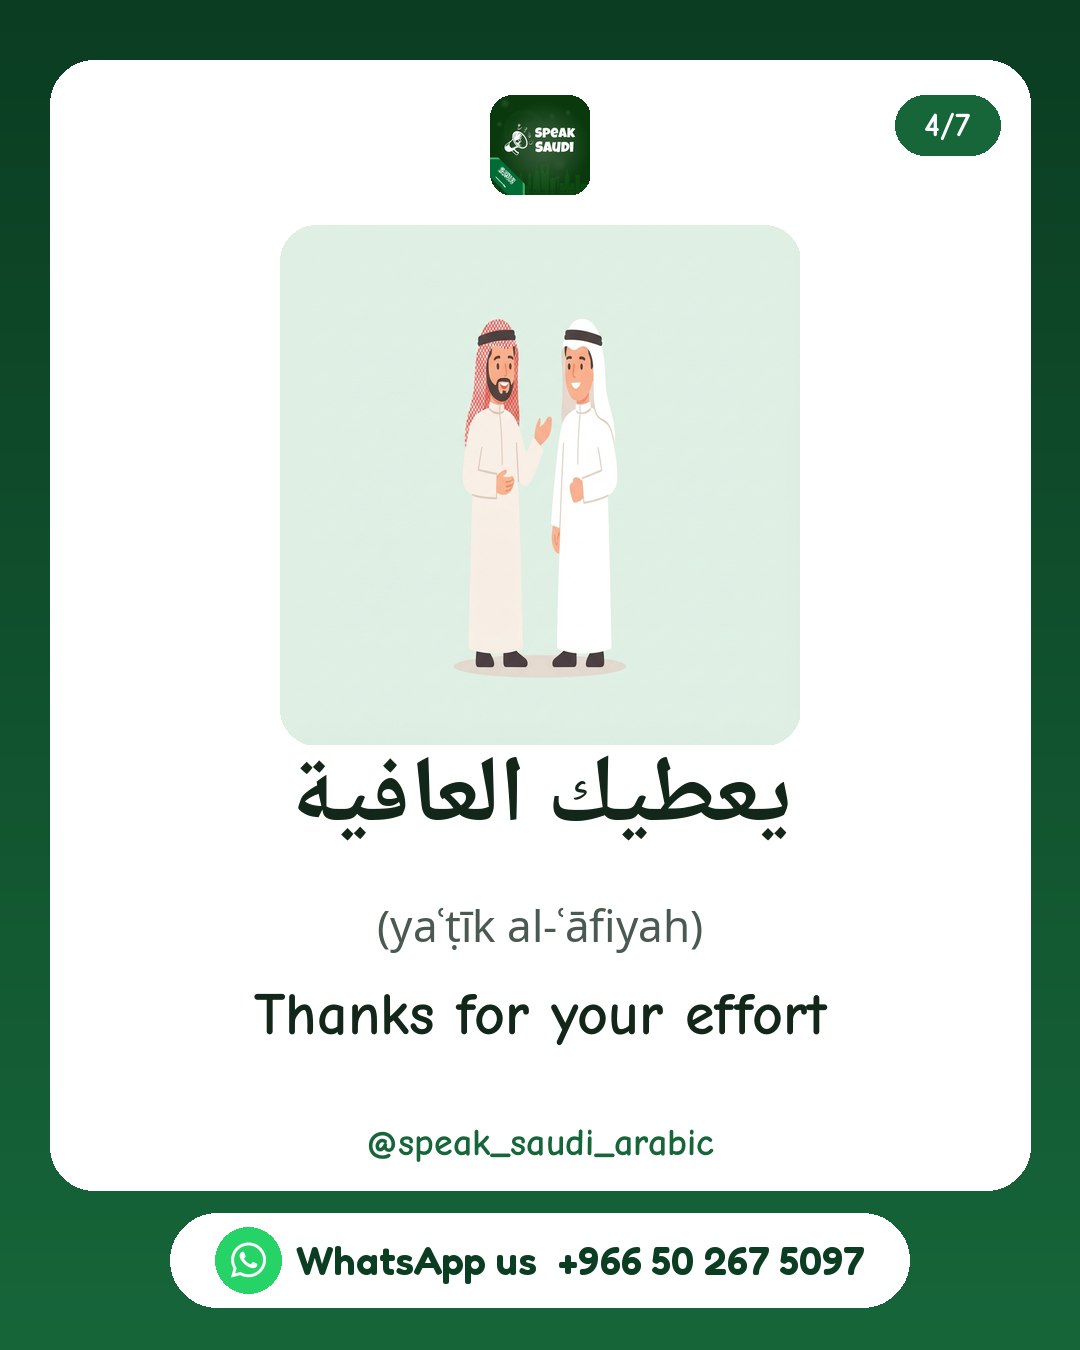 SPEAK
SAUDI
4/7
يعطيك العافية
(yaʿṭīk al-ʿāfiyah)
Thanks for your effort
@speak_saudi_arabic
WhatsApp us +966 50 267 5097